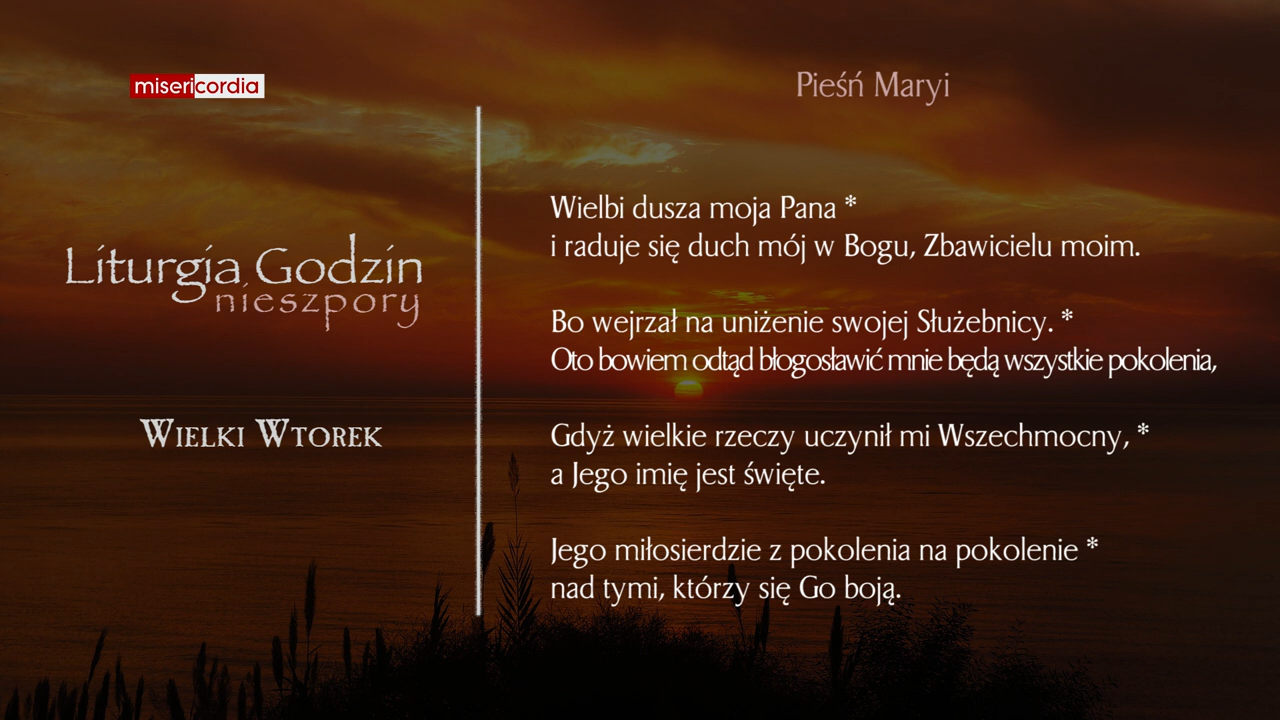 misericordia
Liturgia Godzin
nieszpory
Wielki Wtorek
Pieśń Maryi
Wielbi dusza moja Pana *
i raduje się duch mój w Bogu, Zbawicielu moim.
Bo wejrzał na uniżenie swojej Służebnicy. *
Oto bowiem odtąd błogosławić mnie będą wszystkie pokolenia,
Gdyż wielkie rzeczy uczynił mi Wszechmocny, *
a Jego imię jest święte.
Jego miłosierdzie z pokolenia na pokolenie *
nad tymi, którzy się Go boją.